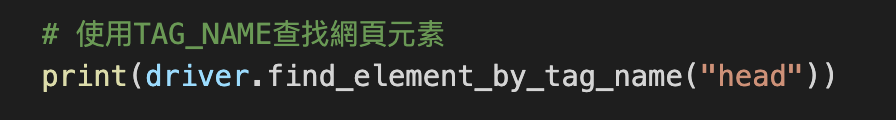 # 使用TAG_NAME查找網頁元素
print(driver.find_element_by_tag_name("head"))